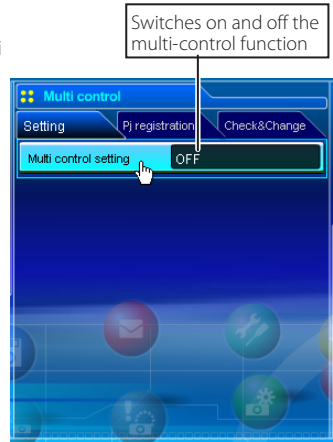 Switches on and off the
multi-control function
Multi control
Setting
Pj registration
Check&Change
Multi control setting
OFF